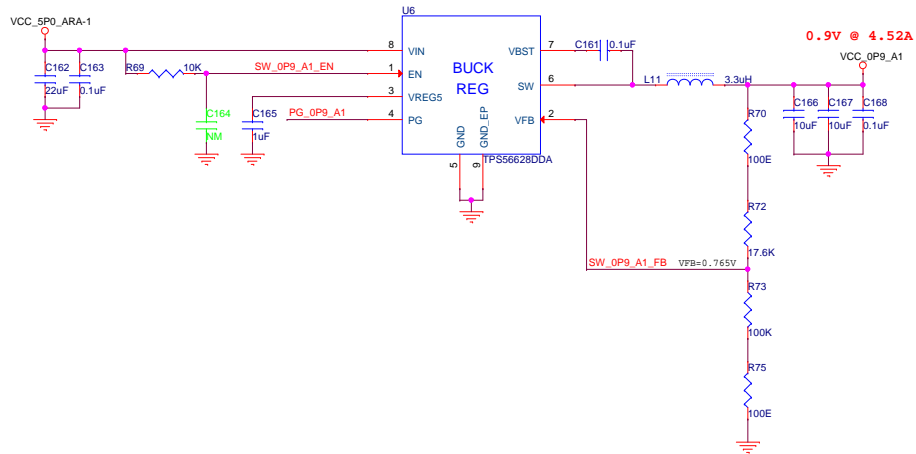 U6
VCC_5P0_ARA-1
0.9V @ 4.52A
VCC_0P9_A1
8
VIN
VBST
7
C161
0.1uF
C162
C163
R69
10K
SW_0P9_A1_EN
1
EN
BUCK
REG
SW
6
L11
3.3uH
22uF
0.1uF
3
VREG5
C164
C165
PG_0P9_A1
4
PG
VFB
2
NM
1uF
R70
C166
C167
C168
10uF
10uF
0.1uF
GND
GND_EP
TPS56628DDA
5
9
100E
R72
17.6K
SW_0P9_A1_FB
VFB=0.765V
R73
100K
R75
100E